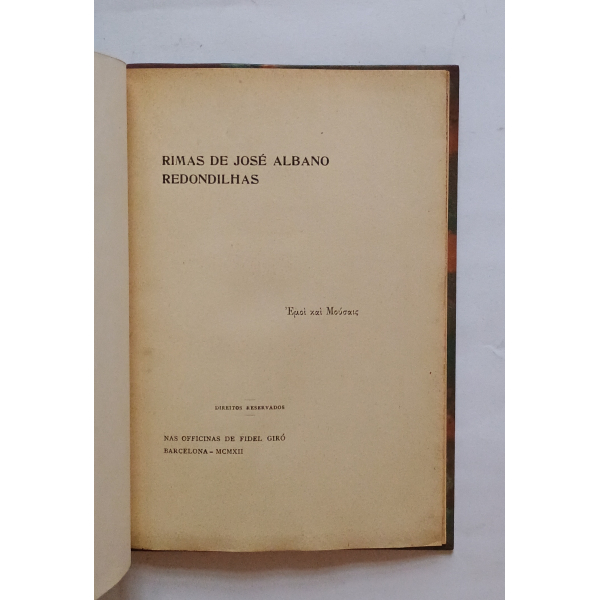 RIMAS DE JOSÉ ALBANO
REDONDILHAS
Ἐμοὶ καὶ Μούσαις
DIREITOS RESERVADOS
NAS OFFICINAS DE FIDEL GIRÓ
BARCELONA – MCMXII